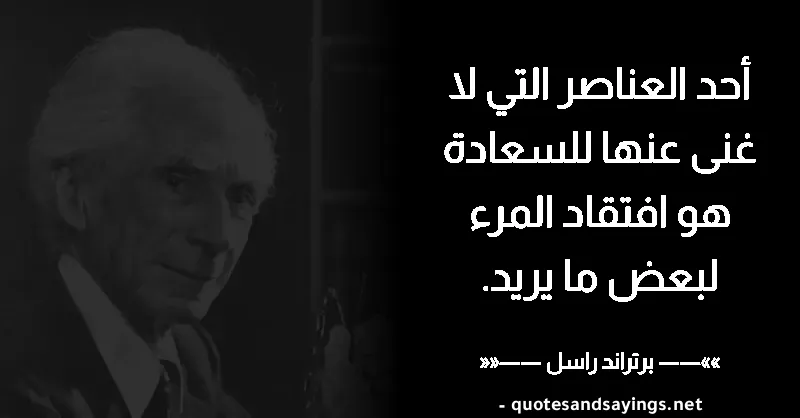 أحد العناصر التي لا
غنى عنها للسعادة
هو افتقاد المرء
لبعض ما يريد.
»»—— برتراند راسل ——««
- quotesandsayings.net